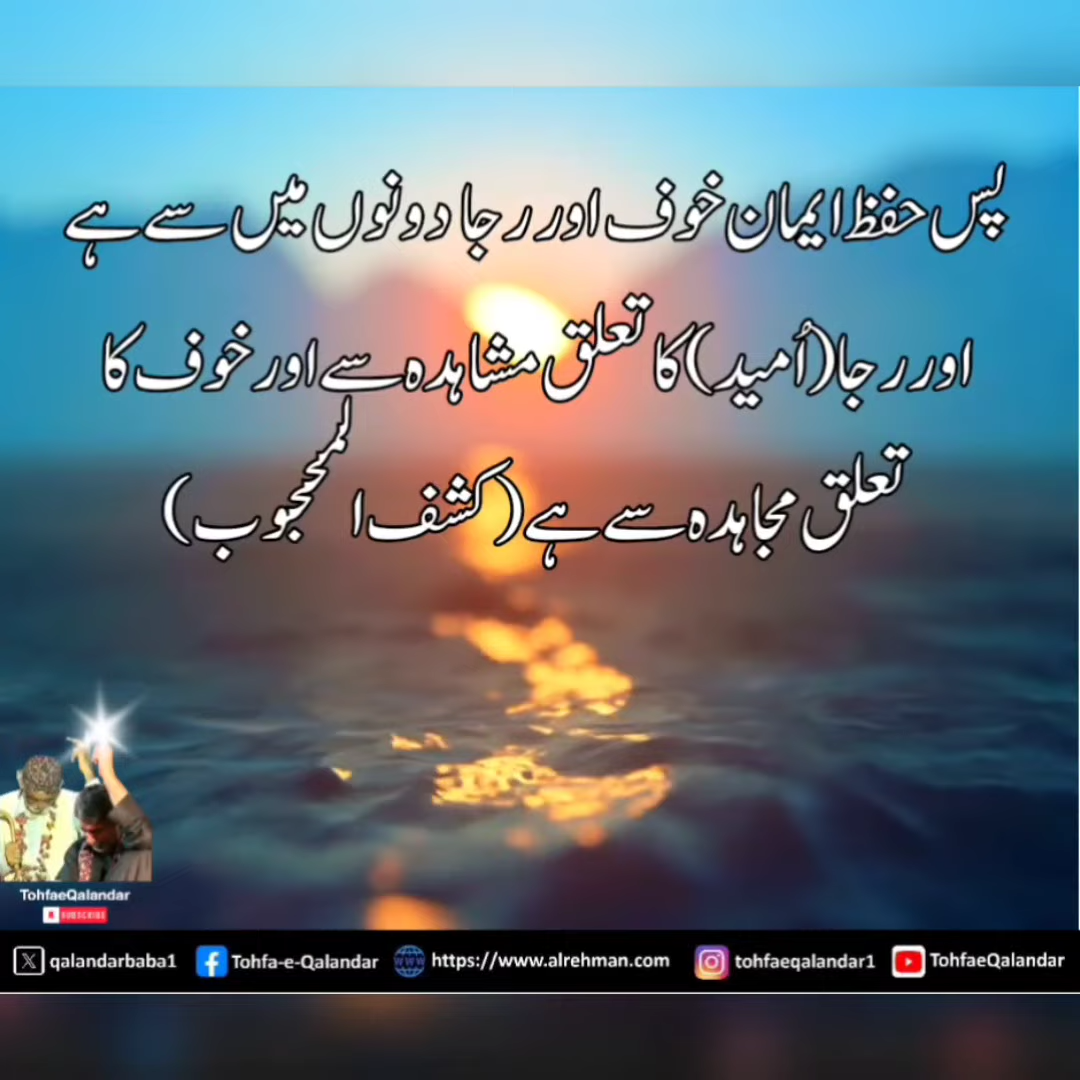 پس حفظ ایمان خوف اور رجا دونوں میں سے ہے
اور رجا (اُمید) کا تعلق مشاہدہ سے اور خوف کا
تعلق مجاہدہ سے ہے (کشف المحجوب)
TohfaeQalandar
SUBSCRIBE
qalandarbaba1 Tohfa-e-Qalandar https://www.alrehman.com tohfaeqalandar1 TohfaeQalandar